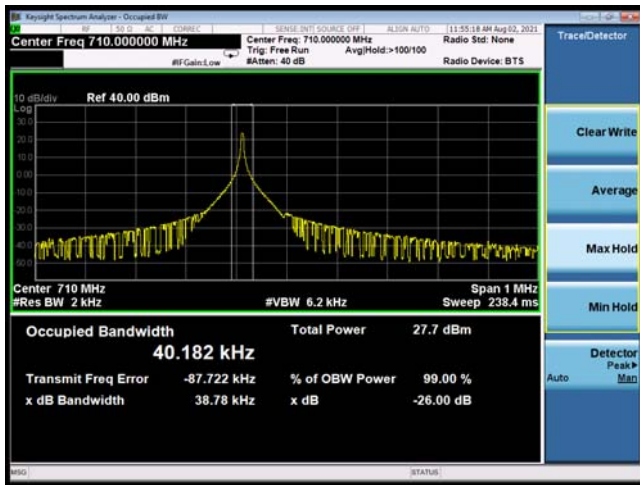 Keysight Spectrum Analyzer - Occupied BW
RF 50 Ω AC CORREC SENSE:INT SOURCE OFF ALIGN AUTO 11:55:18 AM Aug 02, 2021
Center Freq 710.000000 MHz Center Freq: 710.000000 MHz Radio Std: None Trace/Detector
Trig: Free Run Avg|Hold:>100/100
#IFGain:Low #Atten: 40 dB Radio Device: BTS
10 dB/div Ref 40.00 dBm
Log
30.0
20.0
10.0
0.00
-10.0
-20.0
-30.0
-40.0
-50.0
Center 710 MHz Span 1 MHz
#Res BW 2 kHz #VBW 6.2 kHz Sweep 238.4 ms
Occupied Bandwidth Total Power 27.7 dBm
40.182 kHz
Transmit Freq Error -87.722 kHz % of OBW Power 99.00 %
x dB Bandwidth 38.78 kHz x dB -26.00 dB
Clear Write
Average
Max Hold
Min Hold
Detector
Peak▶
Auto Man
MSG STATUS